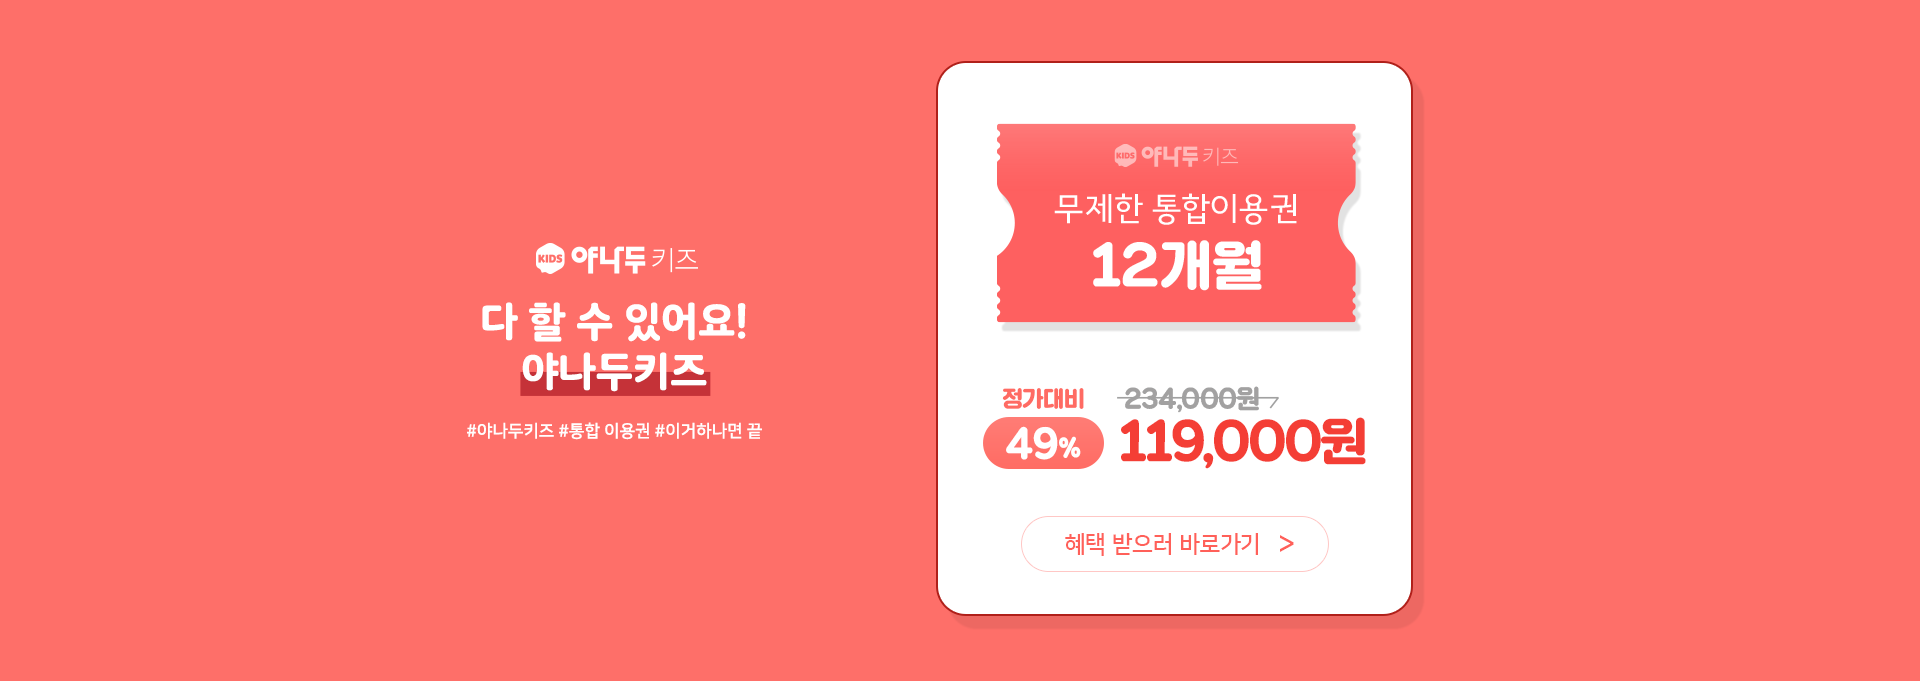 KIDS 야나두 키즈
다 할 수 있어요!
야나두키즈
#야나두키즈 #통합 이용권 #이거하나면 끝
KIDS 야나두 키즈
무제한 통합이용권
12개월
정가대비 234,000원
49% 119,000원
혜택 받으러 바로가기 >